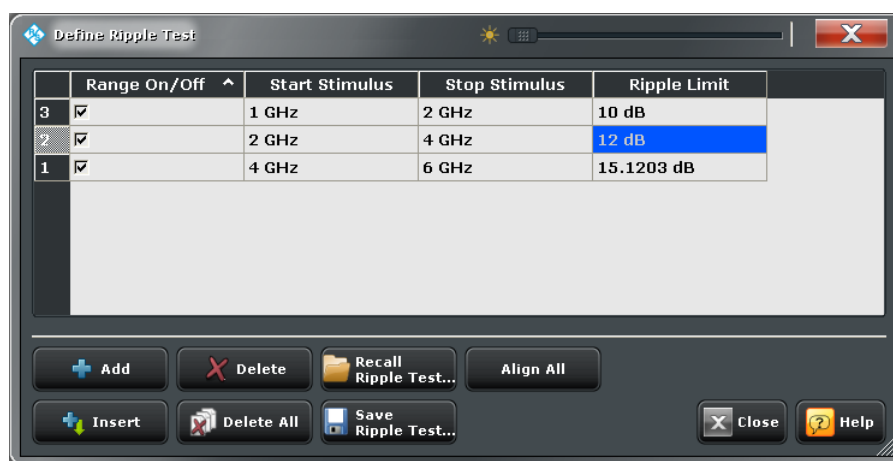 Define Ripple Test
X
Range On/Off Start Stimulus Stop Stimulus Ripple Limit
3 1 GHz 2 GHz 10 dB
2 2 GHz 4 GHz 12 dB
1 4 GHz 6 GHz 15.1203 dB
Add Delete Recall Ripple Test... Align All
Insert Delete All Save Ripple Test... X Close ? Help